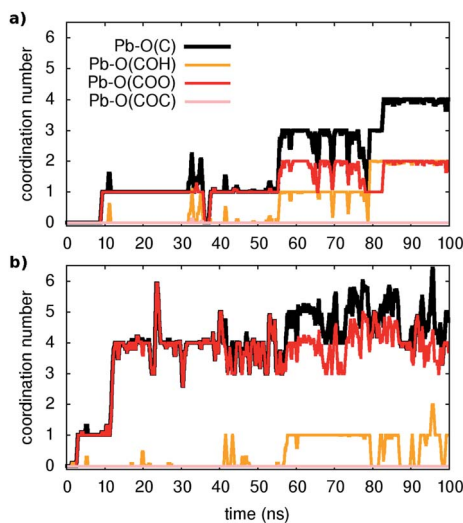 a)
Pb-O(C)
Pb-O(COH)
Pb-O(COO)
Pb-O(COC)
coordination number
6
5
4
3
2
1
0
0 10 20 30 40 50 60 70 80 90 100
b)
coordination number
6
5
4
3
2
1
0
0 10 20 30 40 50 60 70 80 90 100
time (ns)